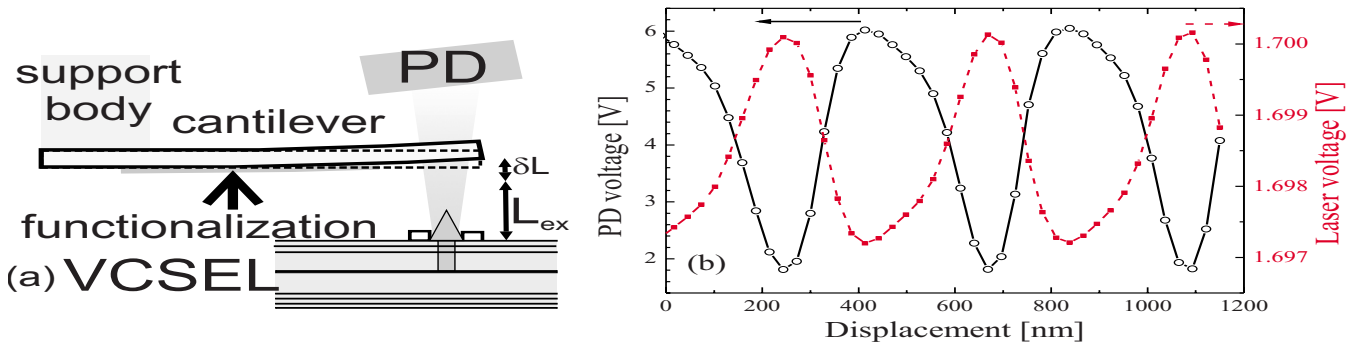 support
body
PD
cantilever
δL
L_ex
functionalization
(a) VCSEL
PD voltage [V]
6
5
4
3
2
(b)
0 200 400 600 800 1000 1200
Displacement [nm]
1.700
1.699
1.698
1.697
Laser voltage [V]